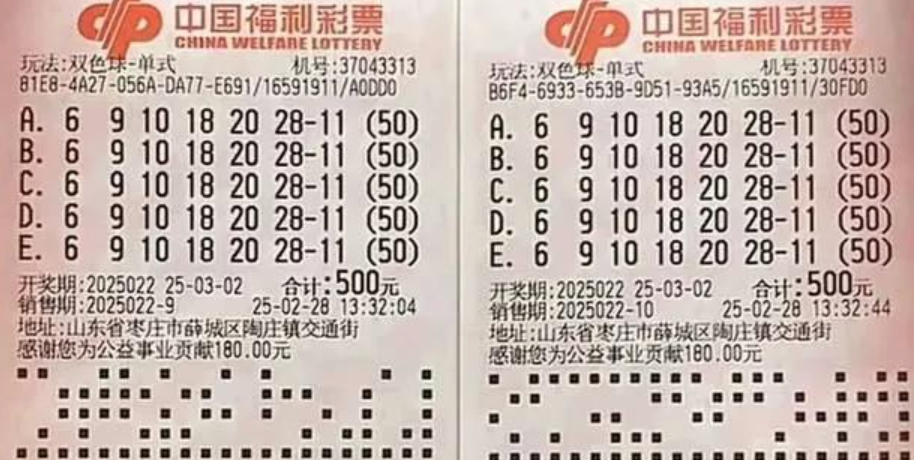 中国福利彩票
CHINA WELFARE LOTTERY
玩法:双色球-单式 机号:37043313
81E8-4A27-056A-DA77-E691/16591911/A0DD0
A. 6 9 10 18 20 28-11 (50)
B. 6 9 10 18 20 28-11 (50)
C. 6 9 10 18 20 28-11 (50)
D. 6 9 10 18 20 28-11 (50)
E. 6 9 10 18 20 28-11 (50)
开奖期:2025022 25-03-02 合计:500元
销售期:2025022-9 25-02-28 13:32:04
地址:山东省枣庄市薛城区陶庄镇交通街
感谢您为公益事业贡献180.00元
中国福利彩票
CHINA WELFARE LOTTERY
玩法:双色球-单式 机号:37043313
B6F4-6933-653B-9D51-93A5/16591911/30FD0
A. 6 9 10 18 20 28-11 (50)
B. 6 9 10 18 20 28-11 (50)
C. 6 9 10 18 20 28-11 (50)
D. 6 9 10 18 20 28-11 (50)
E. 6 9 10 18 20 28-11 (50)
开奖期:2025022 25-03-02 合计:500元
销售期:2025022-10 25-02-28 13:32:44
地址:山东省枣庄市薛城区陶庄镇交通街
感谢您为公益事业贡献180.00元